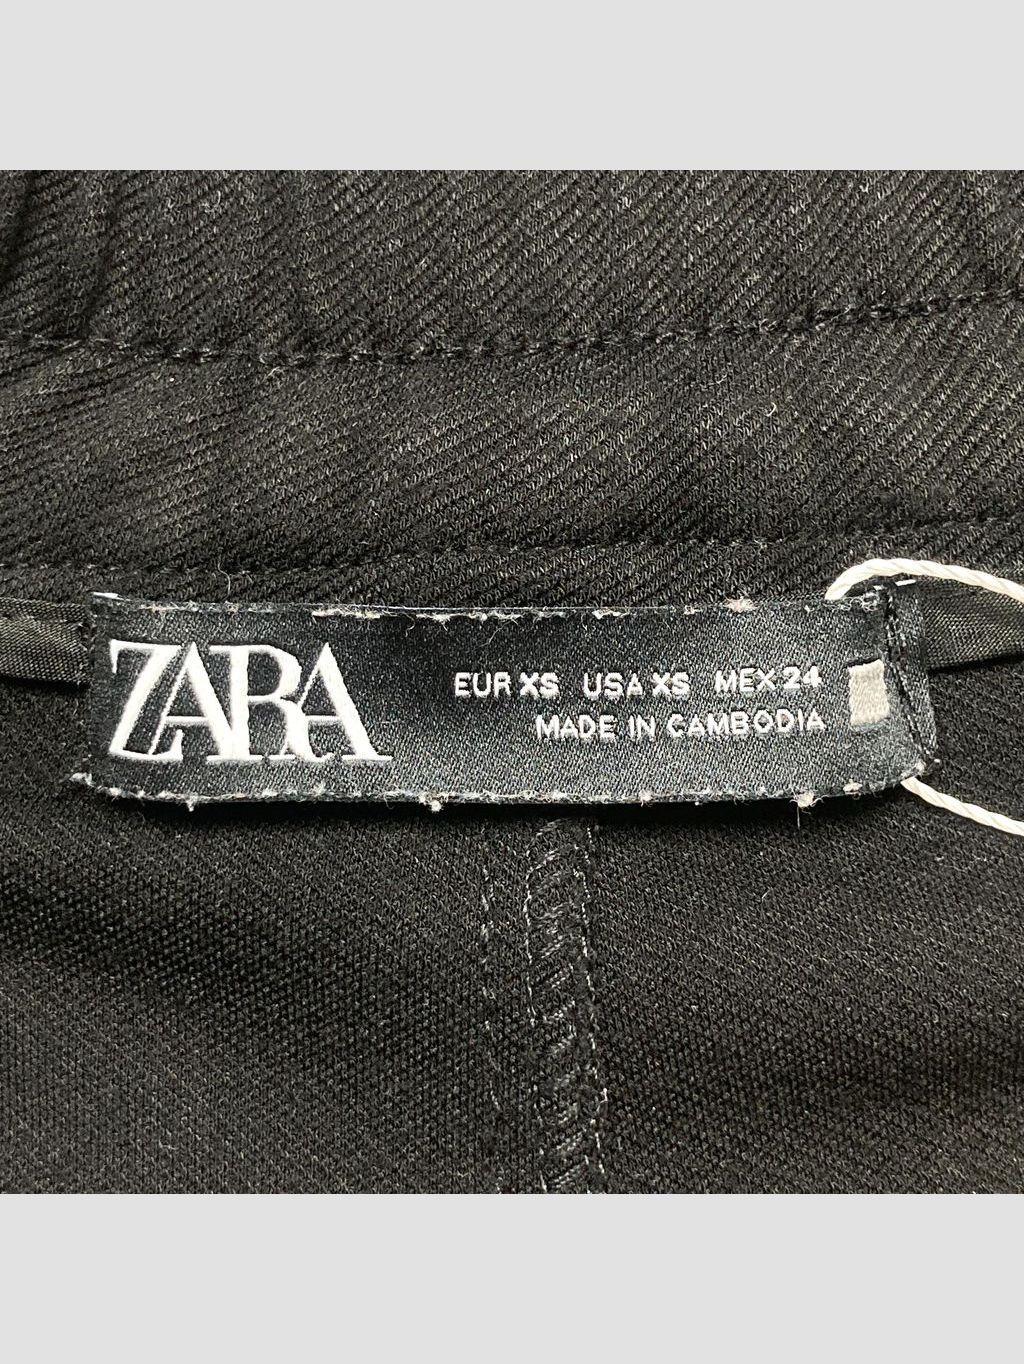 ZARA
EUR XS USA XS MEX 24
MADE IN CAMBODIA